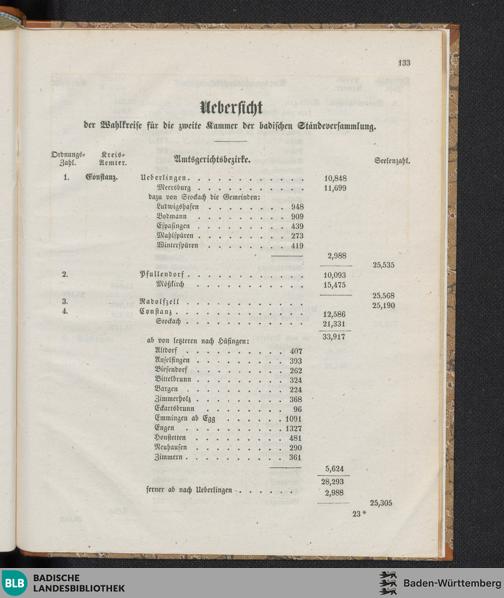 133
Uebersicht
der Wahlkreise für die zweite Kammer der badischen Ständeversammlung.
Ordnungs- Zahl. Kreis- Aemter. Amtsgerichtsbezirke. Seelenzahl.
1. Constanz. Ueberlingen . . . 10,848
Meersburg . . . 11,699
dazu von Stockach die Gemeinden:
Ludwigshafen . . . 948
Bodmann . . . 909
Espasingen . . . 439
Mahlspüren . . . 273
Winterspüren . . . 419
2,988
25,535
2. Pfullendorf . . . 10,093
Mößkirch . . . 15,475
25,568
3. Radolfzell . . . 25,190
4. Constanz . . . 12,586
Stockach . . . 21,331
33,917
ab von letzteren nach Hüfingen:
Altdorf . . . 407
Anselfingen . . . 393
Biesendorf . . . 262
Bittelbrunn . . . 324
Bargen . . . 224
Zimmerholz . . . 368
Eckartsbrunn . . . 96
Emmingen ab Egg . . . 1091
Engen . . . 1327
Honstetten . . . 481
Neuhausen . . . 290
Zimmern . . . 361
5,624
28,293
ferner ab nach Ueberlingen . . . 2,988
25,305
23*
BLB BADISCHE
LANDESBIBLIOTHEK
Baden-Württemberg